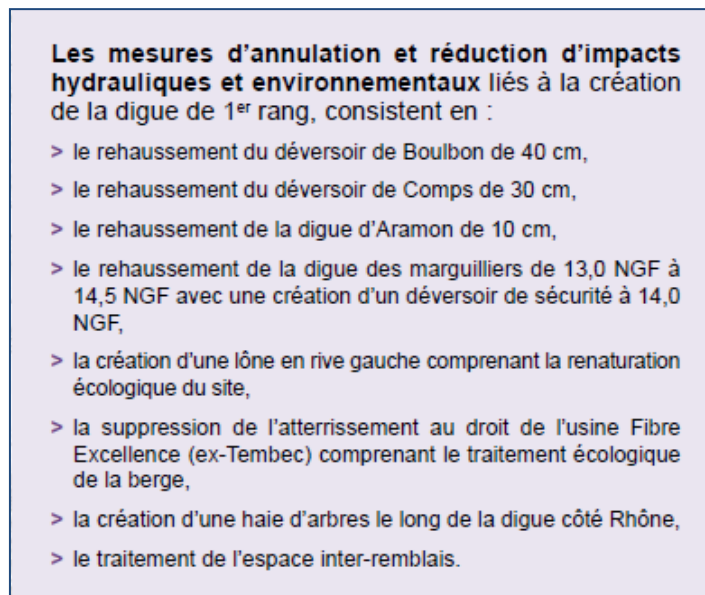 Les mesures d'annulation et réduction d'impacts
hydrauliques et environnementaux liés à la création
de la digue de 1er rang, consistent en :
> le rehaussement du déversoir de Boulbon de 40 cm,
> le rehaussement du déversoir de Comps de 30 cm,
> le rehaussement de la digue d'Aramon de 10 cm,
> le rehaussement de la digue des marguilliers de 13,0 NGF à
14,5 NGF avec une création d'un déversoir de sécurité à 14,0
NGF,
> la création d'une lône en rive gauche comprenant la renaturation
écologique du site,
> la suppression de l'atterrissement au droit de l'usine Fibre
Excellence (ex-Tembec) comprenant le traitement écologique
de la berge,
> la création d'une haie d'arbres le long de la digue côté Rhône,
> le traitement de l'espace inter-remblais.